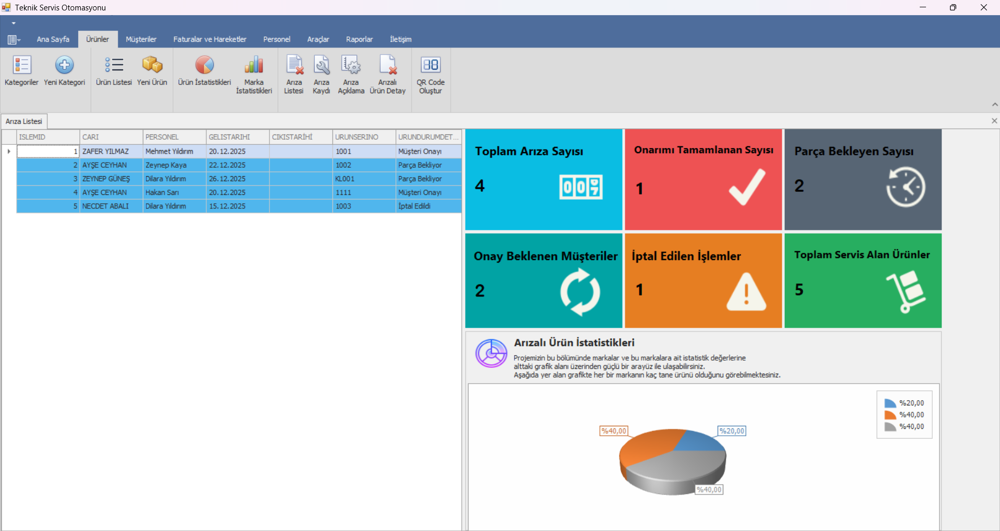 Teknik Servis Otomasyonu
Ana Sayfa Ürünler Müşteriler Faturalar ve Hareketler Personel Araçlar Raporlar İletişim
Kategoriler Yeni Kategori Ürün Listesi Yeni Ürün Ürün İstatistikleri Marka İstatistikleri Arıza Listesi Arıza Kaydı Arıza Açıklama Arızalı Ürün Detay QR Code Oluştur
Arıza Listesi
ISLEMID CARI PERSONEL GELISTARIHI CIKISTARİHİ URUNSERINO URUNDURUMDET...
1 ZAFER YILMAZ Mehmet Yıldırım 20.12.2025 1001 Müşteri Onayı
2 AYŞE CEYHAN Zeynep Kaya 22.12.2025 1002 Parça Bekliyor
3 ZEYNEP GÜNEŞ Dilara Yıldırım 26.12.2025 KL001 Parça Bekliyor
4 AYŞE CEYHAN Hakan Sarı 20.12.2025 1111 Müşteri Onayı
5 NECDET ABALI Dilara Yıldırım 15.12.2025 1003 İptal Edildi
Toplam Arıza Sayısı
4
Onarımı Tamamlanan Sayısı
1
Parça Bekleyen Sayısı
2
Onay Beklenen Müşteriler
2
İptal Edilen İşlemler
1
Toplam Servis Alan Ürünler
5
Arızalı Ürün İstatistikleri
Projemizin bu bölümünde markalar ve bu markalara ait istatistik değerlerine
alttaki grafik alanı üzerinden güçlü bir arayüz ile ulaşabilirsiniz.
Aşağıda yer alan grafikte her bir markanın kaç tane ürünü olduğunu görebilmektesiniz.
%20,00
%40,00
%40,00
%40,00
%20,00
%40,00